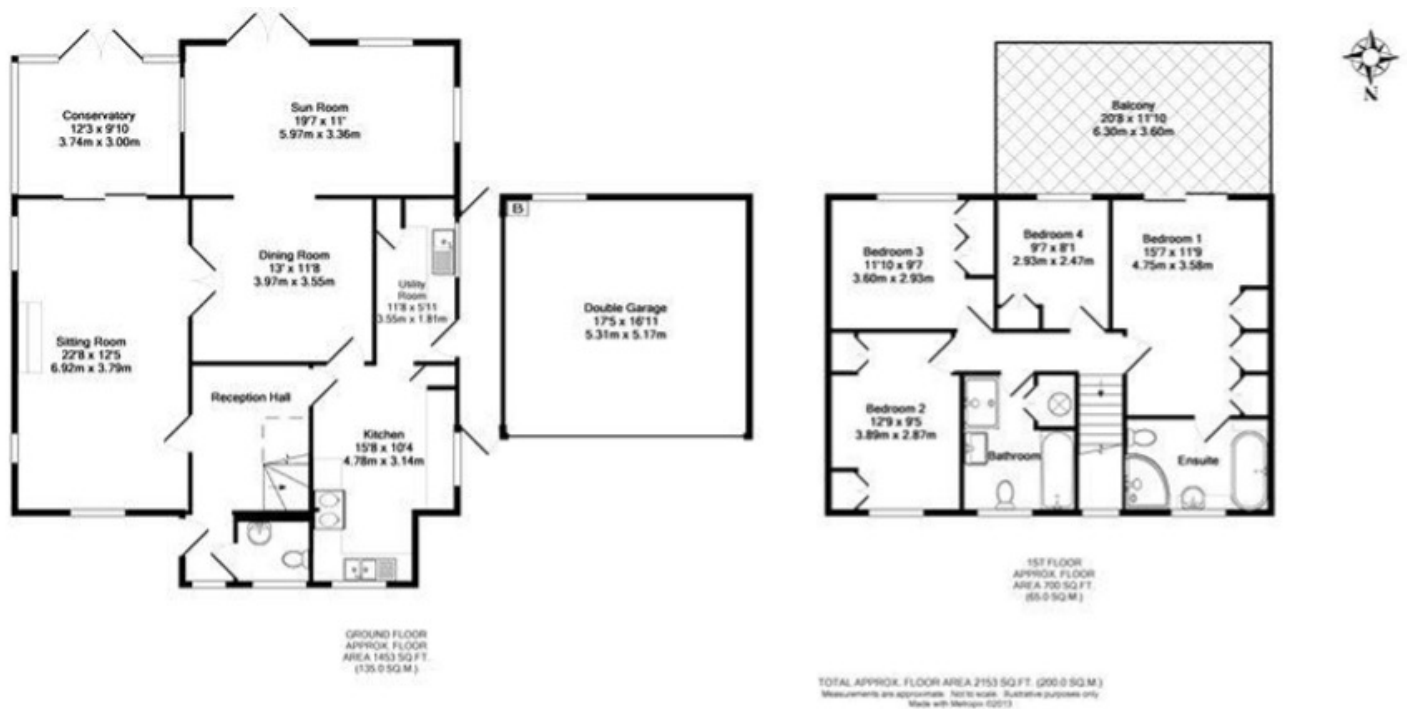 Conservatory
12'3 x 9'10
3.74m x 3.00m
Sun Room
19'7 x 11'
5.97m x 3.36m
Dining Room
13' x 11'8
3.97m x 3.55m
Utility
Room
11'8 x 5'11
3.55m x 1.81m
Sitting Room
22'8 x 12'5
6.92m x 3.79m
Reception Hall
Kitchen
15'8 x 10'4
4.78m x 3.14m
B
Double Garage
17'5 x 16'11
5.31m x 5.17m
GROUND FLOOR
APPROX. FLOOR
AREA 1453 SQ.FT.
(135.0 SQ.M.)
Balcony
20'8 x 11'10
6.30m x 3.60m
Bedroom 3
11'10 x 9'7
3.60m x 2.93m
Bedroom 4
9'7 x 8'1
2.93m x 2.47m
Bedroom 1
15'7 x 11'9
4.75m x 3.58m
Bedroom 2
12'9 x 9'5
3.89m x 2.87m
Bathroom
Ensuite
1ST FLOOR
APPROX. FLOOR
AREA 700 SQ.FT.
(65.0 SQ.M.)
N
TOTAL APPROX. FLOOR AREA 2153 SQ.FT. (200.0 SQ.M.)
Measurements are approximate. Not to scale. Illustrative purposes only
Made with Metropix ©2013